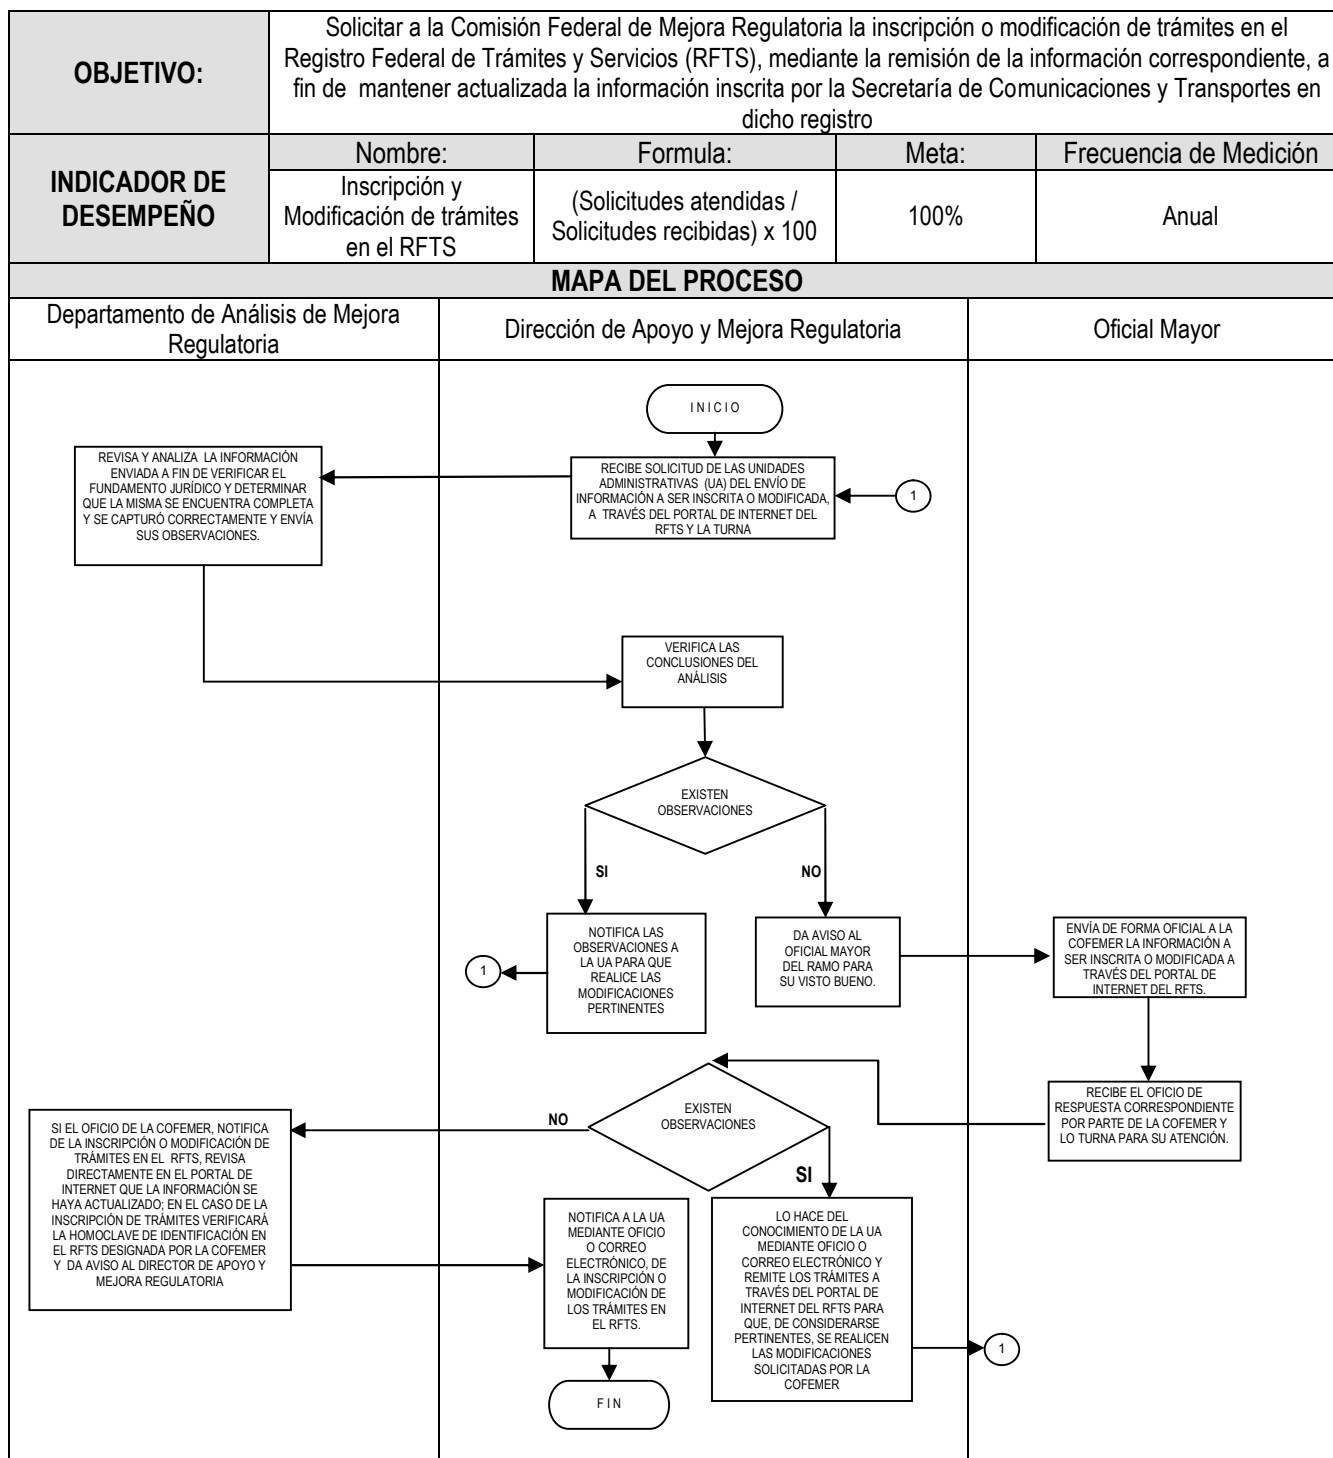 OBJETIVO:
Solicitar a la Comisión Federal de Mejora Regulatoria la inscripción o modificación de trámites en el
Registro Federal de Trámites y Servicios (RFTS), mediante la remisión de la información correspondiente, a
fin de mantener actualizada la información inscrita por la Secretaría de Comunicaciones y Transportes en
dicho registro
INDICADOR DE
DESEMPEÑO
Nombre:
Formula:
Meta:
Frecuencia de Medición
Inscripción y
Modificación de trámites
en el RFTS
(Solicitudes atendidas /
Solicitudes recibidas) x 100
100%
Anual
MAPA DEL PROCESO
Departamento de Análisis de Mejora
Regulatoria
Dirección de Apoyo y Mejora Regulatoria
Oficial Mayor
I N I C I O
RECIBE SOLICITUD DE LAS UNIDADES
ADMINISTRATIVAS (UA) DEL ENVÍO DE
INFORMACIÓN A SER INSCRITA O MODIFICADA,
A TRAVÉS DEL PORTAL DE INTERNET DEL
RFTS Y LA TURNA
1
REVISA Y ANALIZA LA INFORMACIÓN
ENVIADA A FIN DE VERIFICAR EL
FUNDAMENTO JURÍDICO Y DETERMINAR
QUE LA MISMA SE ENCUENTRA COMPLETA
Y SE CAPTURÓ CORRECTAMENTE Y ENVÍA
SUS OBSERVACIONES.
VERIFICA LAS
CONCLUSIONES DEL
ANÁLISIS
EXISTEN
OBSERVACIONES
SI
NO
NOTIFICA LAS
OBSERVACIONES A
LA UA PARA QUE
REALICE LAS
MODIFICACIONES
PERTINENTES
1
DA AVISO AL
OFICIAL MAYOR
DEL RAMO PARA
SU VISTO BUENO.
ENVÍA DE FORMA OFICIAL A LA
COFEMER LA INFORMACIÓN A
SER INSCRITA O MODIFICADA A
TRAVÉS DEL PORTAL DE
INTERNET DEL RFTS.
RECIBE EL OFICIO DE
RESPUESTA CORRESPONDIENTE
POR PARTE DE LA COFEMER Y
LO TURNA PARA SU ATENCIÓN.
EXISTEN
OBSERVACIONES
NO
SI
SI EL OFICIO DE LA COFEMER, NOTIFICA
DE LA INSCRIPCIÓN O MODIFICACIÓN DE
TRÁMITES EN EL RFTS, REVISA
DIRECTAMENTE EN EL PORTAL DE
INTERNET QUE LA INFORMACIÓN SE
HAYA ACTUALIZADO; EN EL CASO DE LA
INSCRIPCIÓN DE TRÁMITES VERIFICARÁ
LA HOMOCLAVE DE IDENTIFICACIÓN EN
EL RFTS DESIGNADA POR LA COFEMER
Y DA AVISO AL DIRECTOR DE APOYO Y
MEJORA REGULATORIA
NOTIFICA A LA UA
MEDIANTE OFICIO
O CORREO
ELECTRÓNICO, DE
LA INSCRIPCIÓN O
MODIFICACIÓN DE
LOS TRÁMITES EN
EL RFTS.
LO HACE DEL
CONOCIMIENTO DE LA UA
MEDIANTE OFICIO O
CORREO ELECTRÓNICO Y
REMITE LOS TRÁMITES A
TRAVÉS DEL PORTAL DE
INTERNET DEL RFTS PARA
QUE, DE CONSIDERARSE
PERTINENTES, SE REALICEN
LAS MODIFICACIONES
SOLICITADAS POR LA
COFEMER
1
F I N